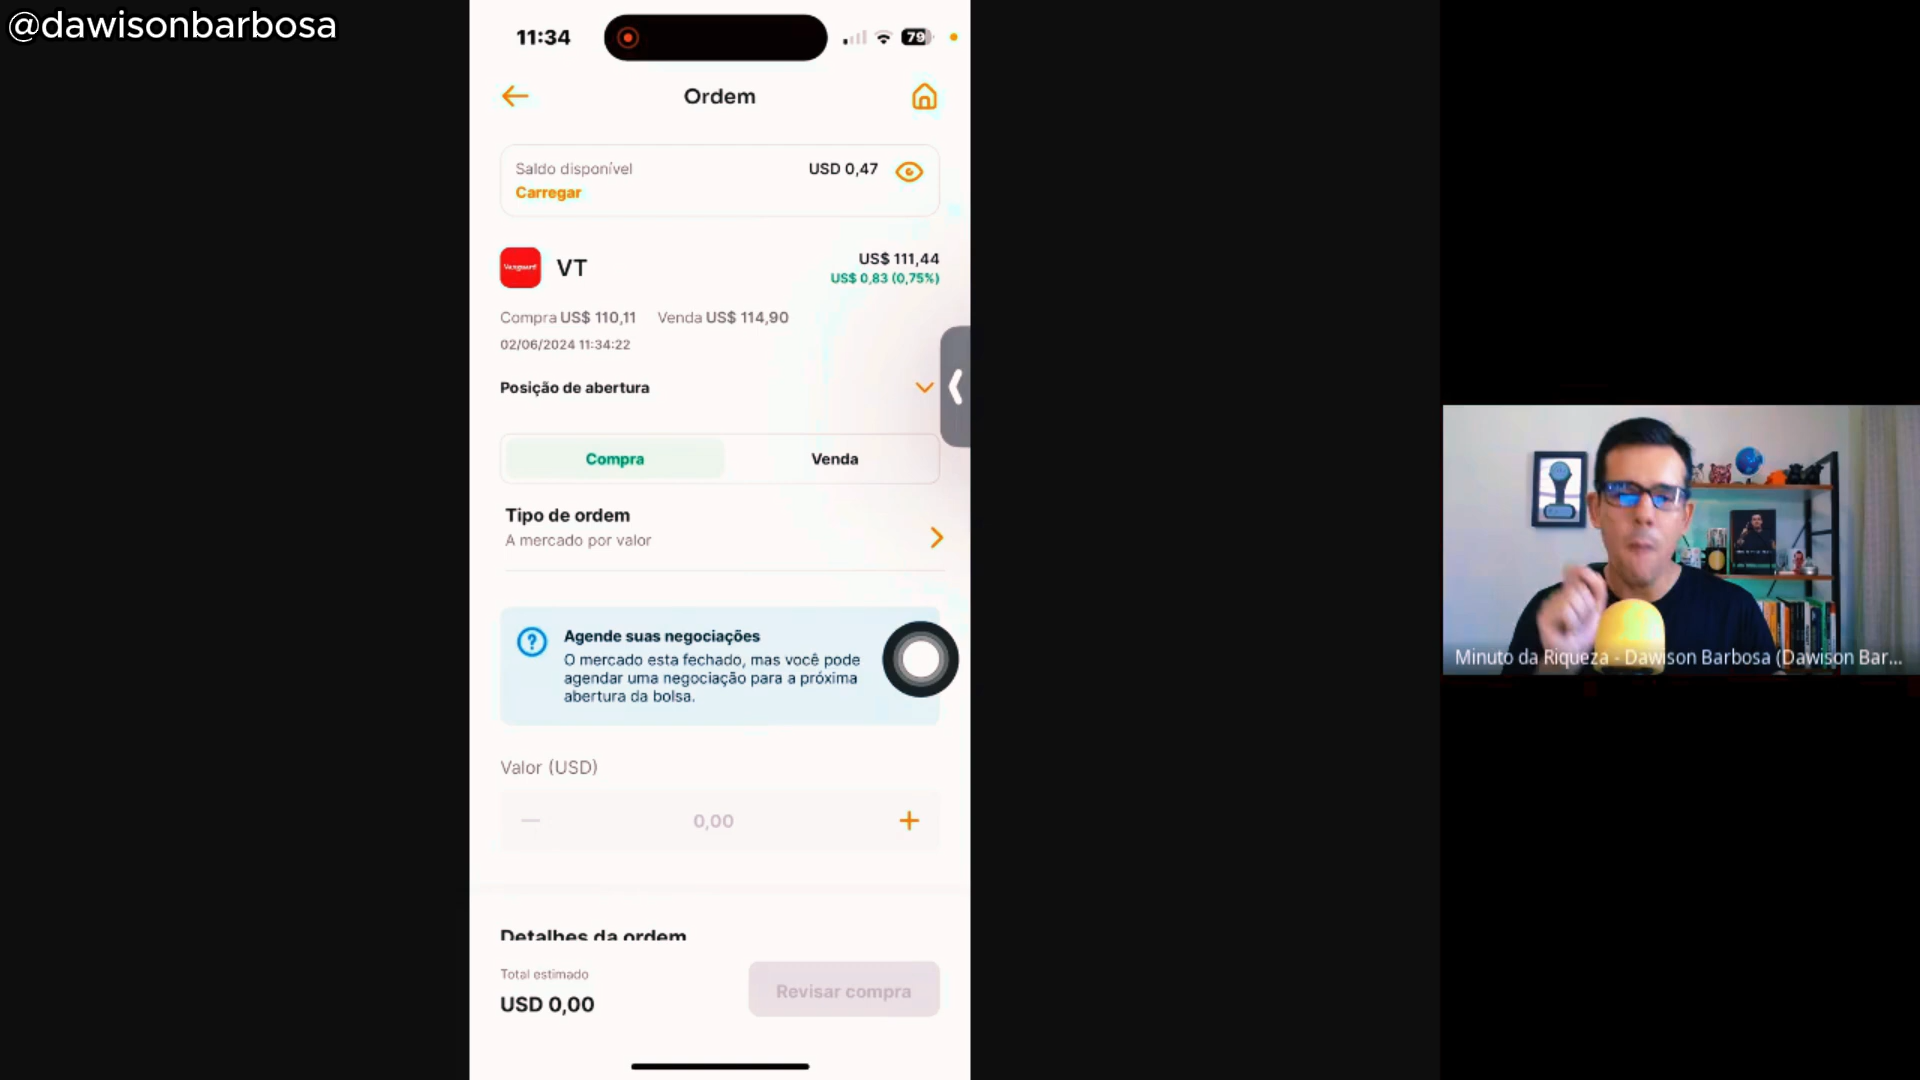 @dawisonbarbosa
11:34
79
Ordem
Saldo disponível
USD 0,47
Carregar
Vanguard
VT
US$ 111,44
US$ 0,83 (0,75%)
Compra US$ 110,11 Venda US$ 114,90
02/06/2024 11:34:22
Posição de abertura
Compra
Venda
Tipo de ordem
A mercado por valor
Agende suas negociações
O mercado esta fechado, mas você pode
agendar uma negociação para a próxima
abertura da bolsa.
Valor (USD)
0,00
Detalhes da ordem
Total estimado
USD 0,00
Revisar compra
Minuto da Riqueza - Dawison Barbosa (Dawison Bar...